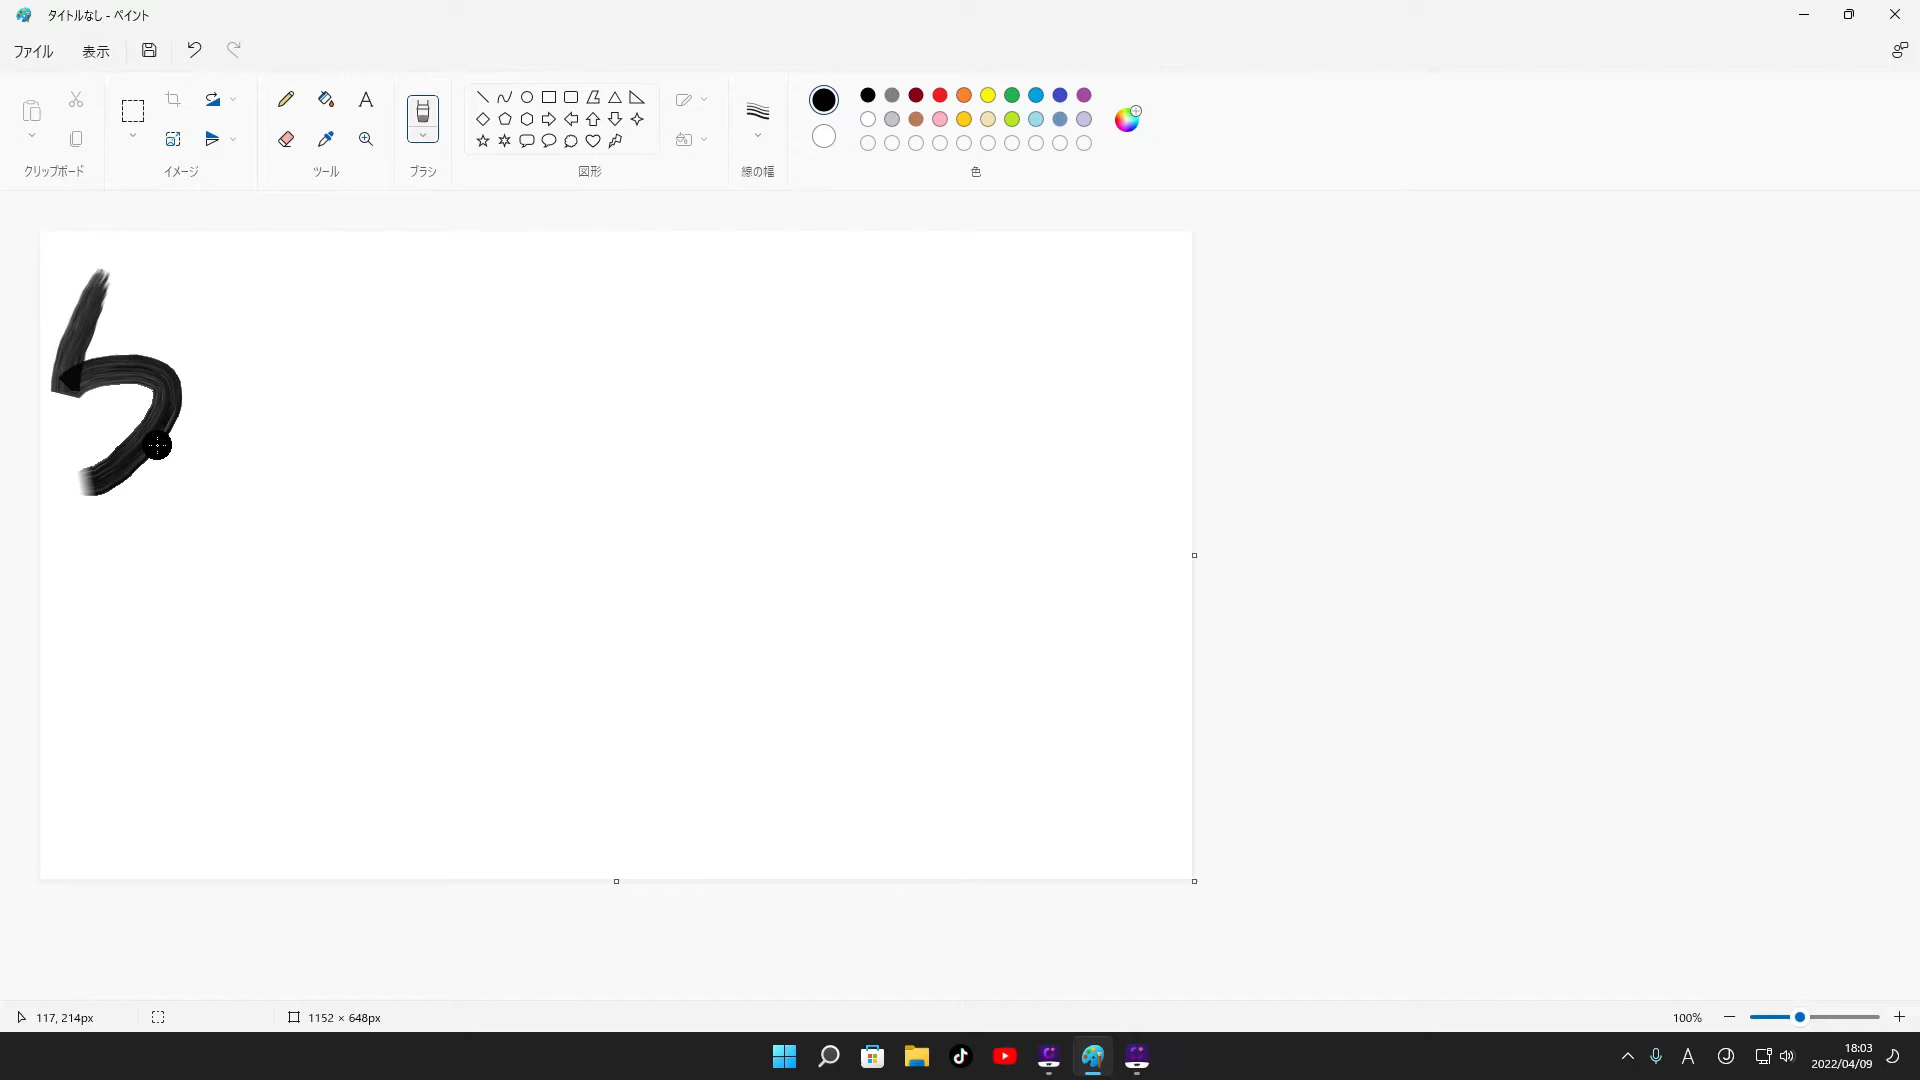 タイトルなし - ペイント
ファイル 表示
クリップボード イメージ ツール ブラシ 図形 線の幅 色
117, 214px 1152 × 648px 100%
A 18:03
2022/04/09